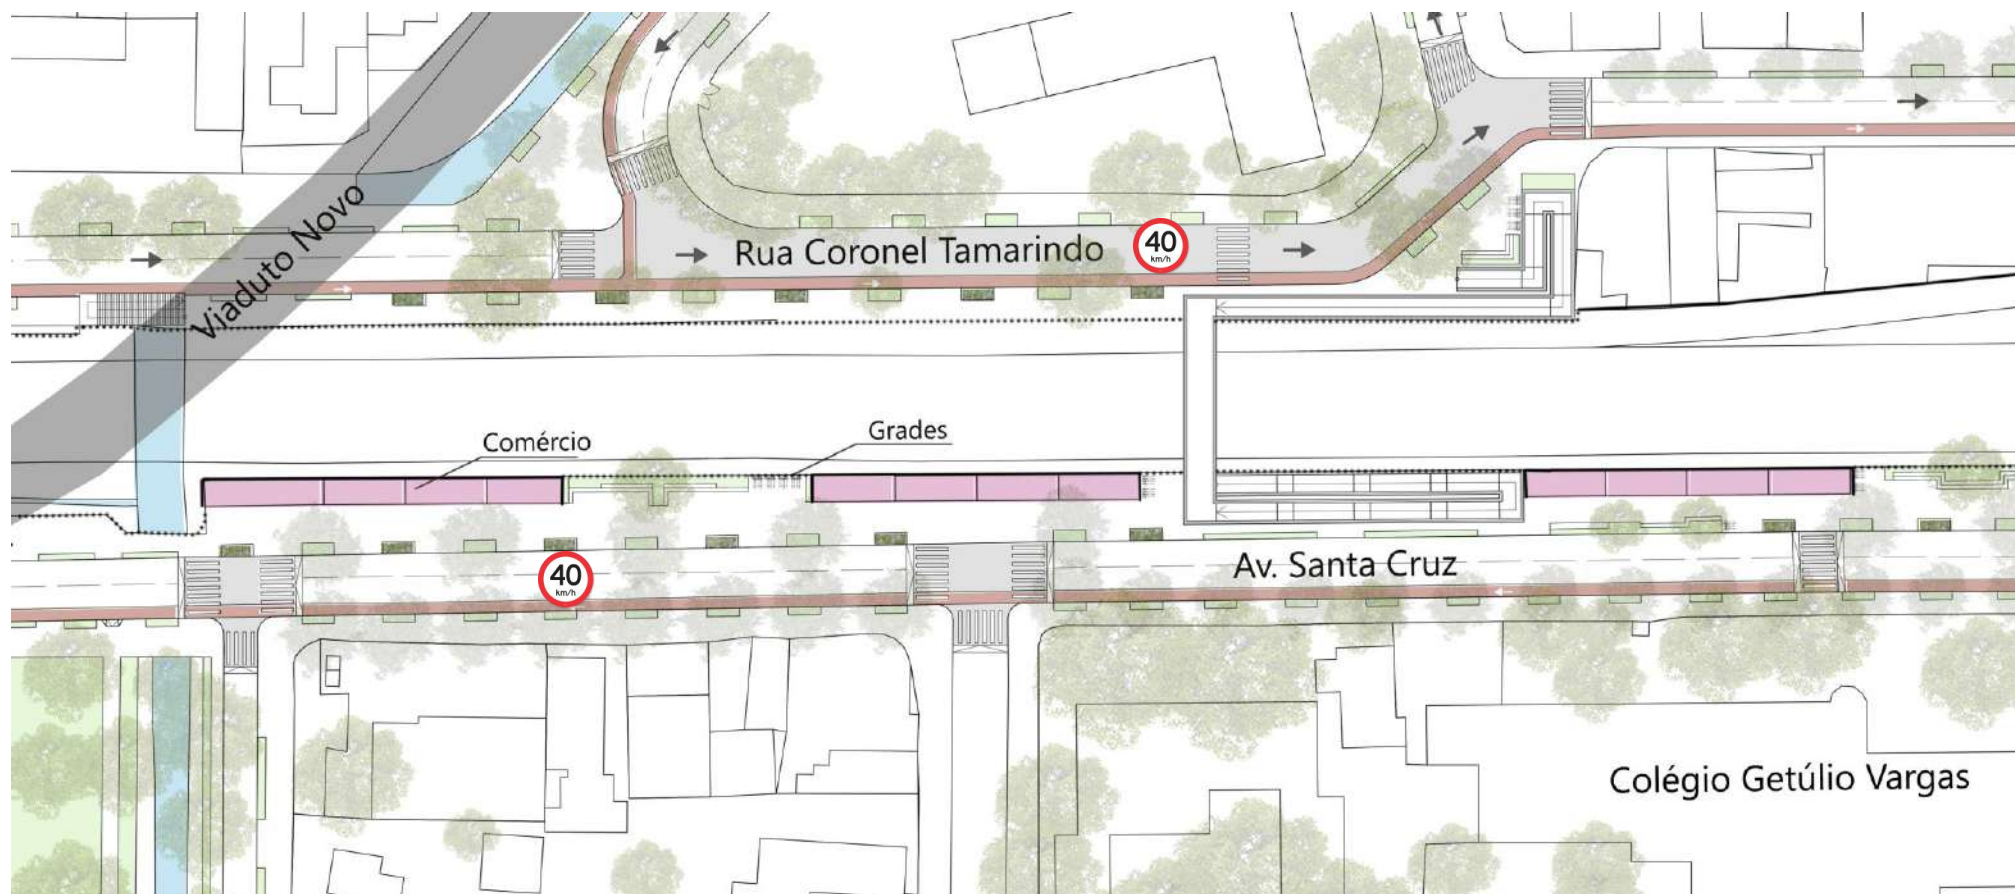 Viaduto Novo
Rua Coronel Tamarindo
40
km/h
Comércio
Grades
40
km/h
Av. Santa Cruz
Colégio Getúlio Vargas